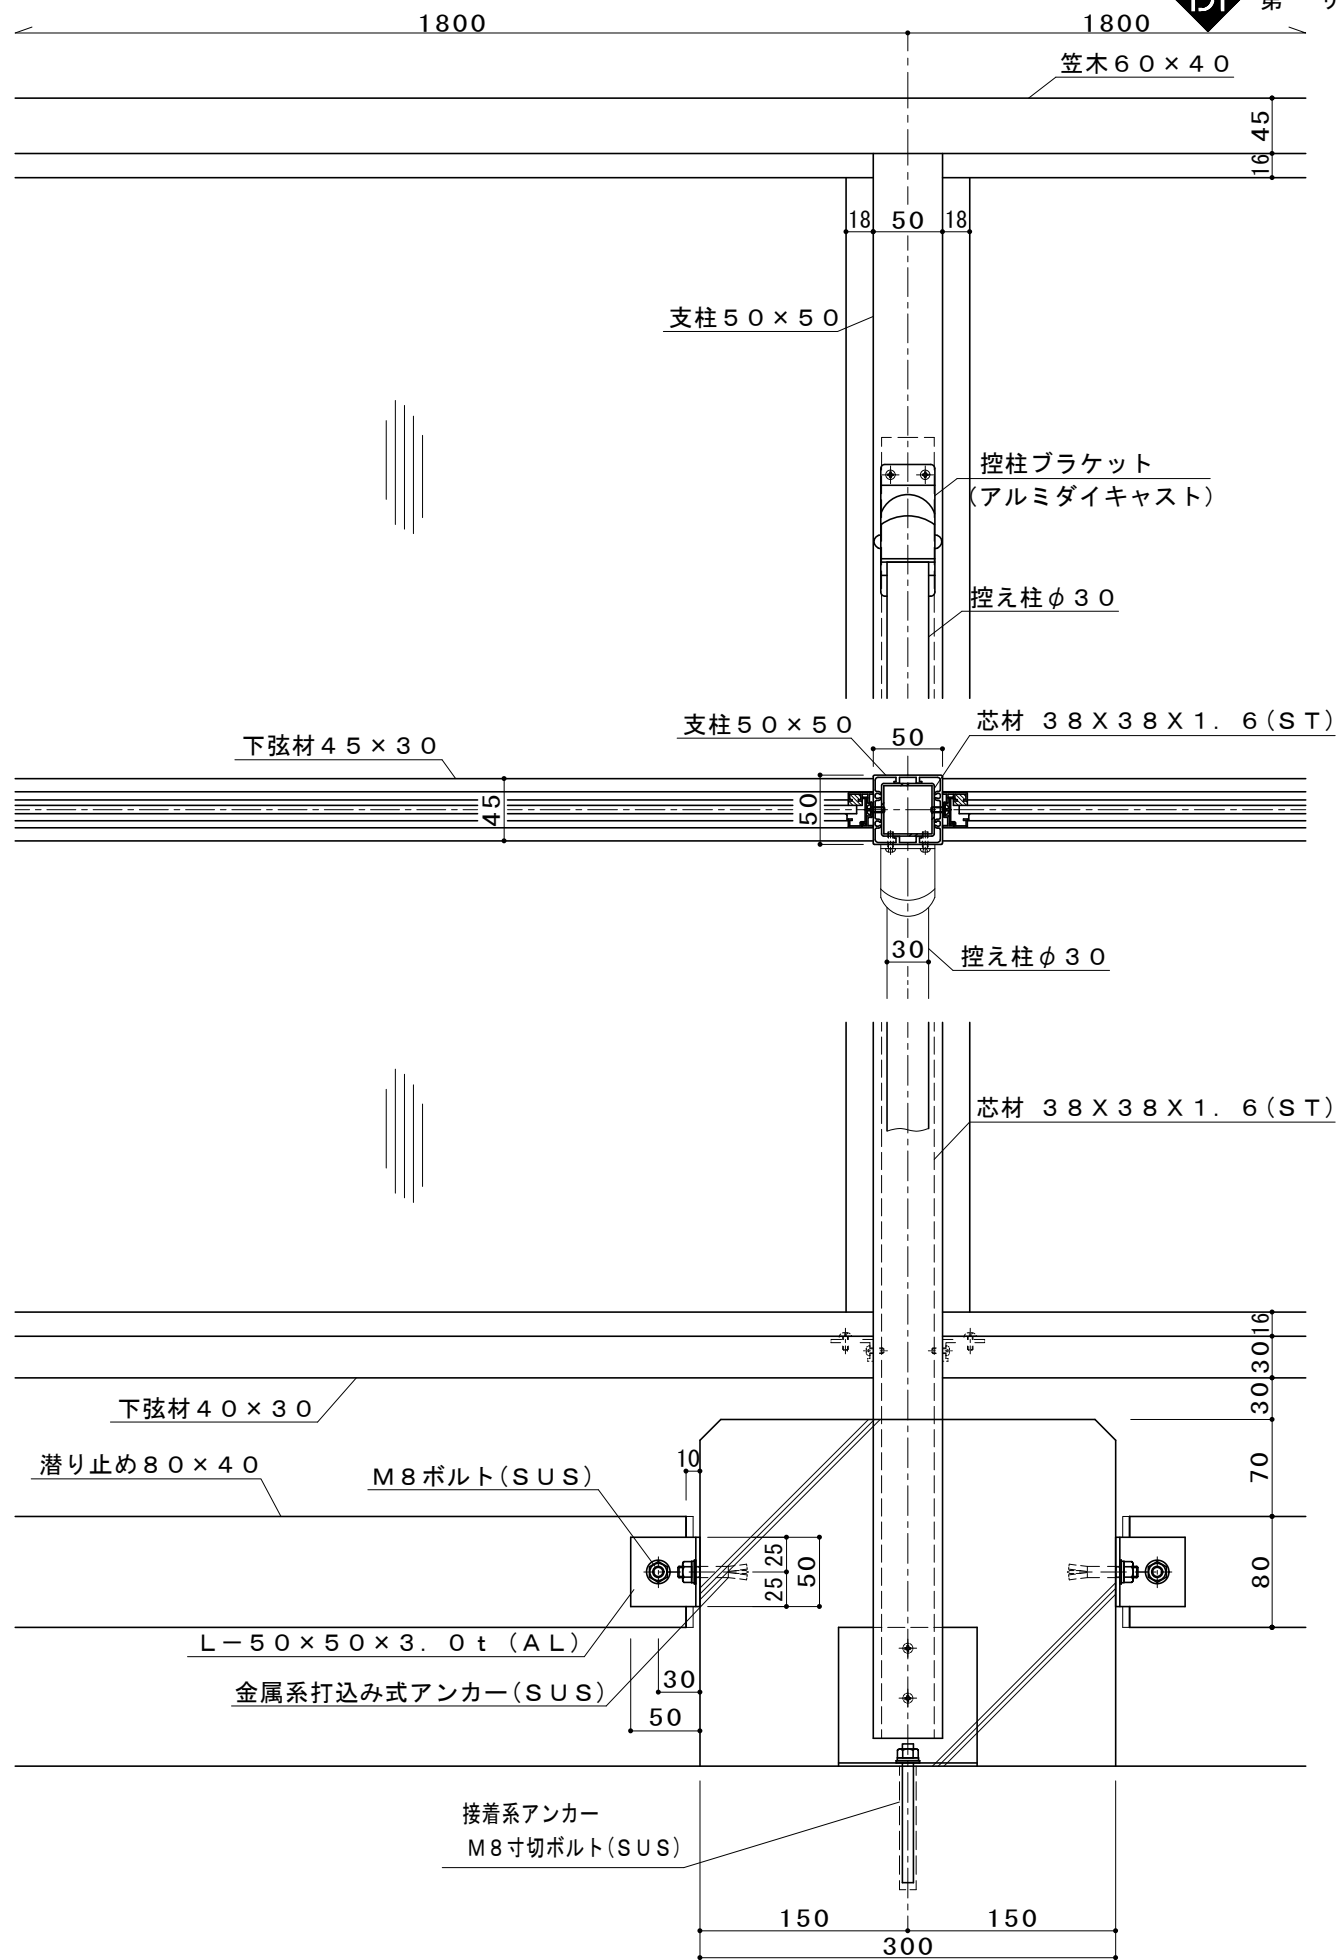 第
1800
1800
笠木60×40
45
16
18
50
18
支柱50×50
控柱ブラケット
(アルミダイキャスト)
控え柱φ30
支柱50×50
50
芯材 38X38X1.6(ST)
下弦材45×30
45
50
30
控え柱φ30
芯材 38X38X1.6(ST)
16
30
30
下弦材40×30
潜り止め80×40
M8ボルト(SUS)
10
70
25
25
50
80
L-50×50×3.0t (AL)
30
金属系打込み式アンカー(SUS)
50
接着系アンカー
M8寸切ボルト(SUS)
150
150
300